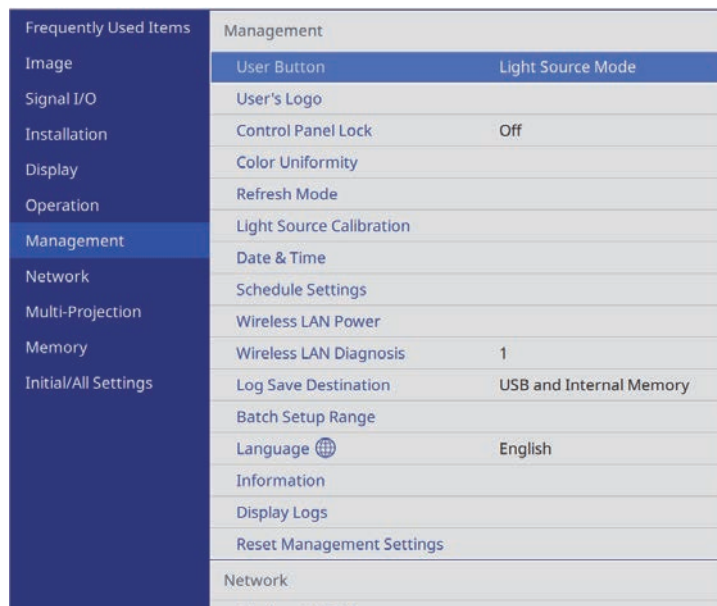 Frequently Used Items
Image
Signal I/O
Installation
Display
Operation
Management
Network
Multi-Projection
Memory
Initial/All Settings
Management
User Button Light Source Mode
User's Logo
Control Panel Lock Off
Color Uniformity
Refresh Mode
Light Source Calibration
Date & Time
Schedule Settings
Wireless LAN Power
Wireless LAN Diagnosis 1
Log Save Destination USB and Internal Memory
Batch Setup Range
Language English
Information
Display Logs
Reset Management Settings
Network